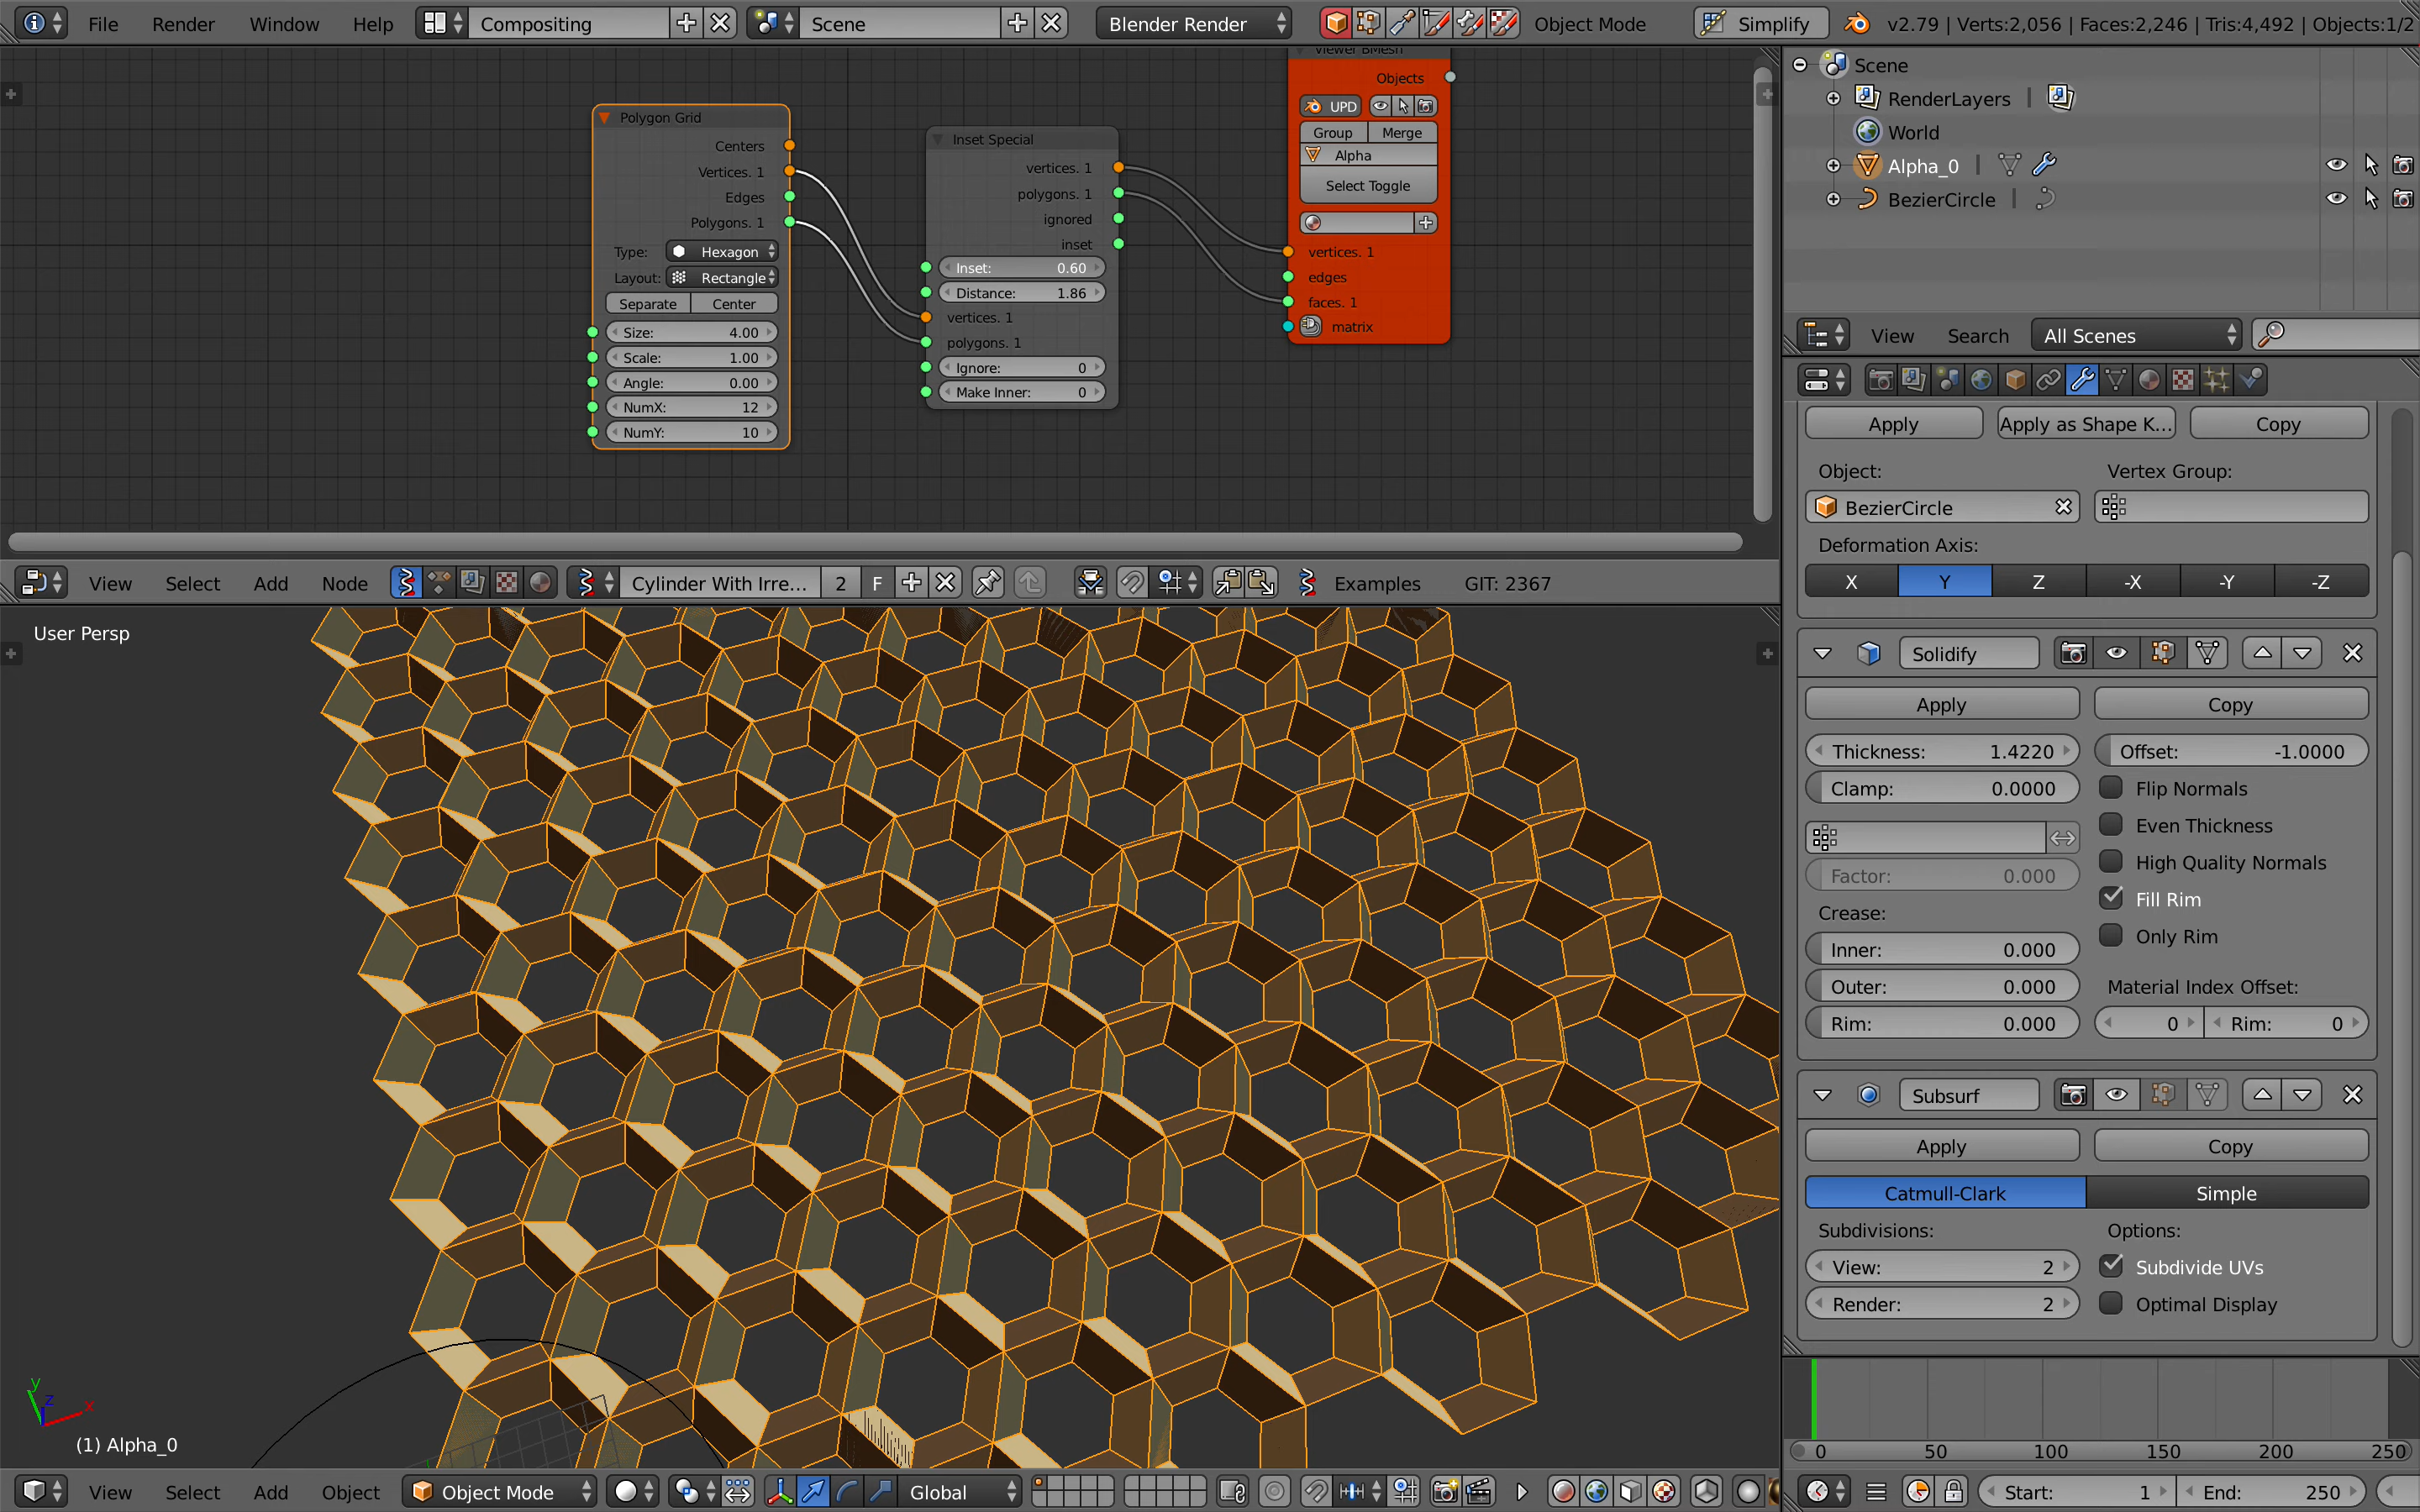 File Render Window Help Compositing Scene Blender Render Object Mode Simplify v2.79 | Verts:2,056 | Faces:2,246 | Tris:4,492 | Objects:1/2
Polygon Grid
Centers
Vertices. 1
Edges
Polygons. 1
Type: Hexagon
Layout: Rectangle
Separate Center
Size: 4.00
Scale: 1.00
Angle: 0.00
NumX: 12
NumY: 10
Inset Special
vertices. 1
polygons. 1
ignored
inset
Inset: 0.60
Distance: 1.86
vertices. 1
polygons. 1
Ignore: 0
Make Inner: 0
Viewer BMesh
Objects
UPD
Group Merge
Alpha
Select Toggle
vertices. 1
edges
faces. 1
matrix
View Select Add Node Cylinder With Irre... 2 F Examples GIT: 2367
User Persp
y
z
x
(1) Alpha_0
View Select Add Object Object Mode Global
Scene
RenderLayers |
World
Alpha_0 |
BezierCircle |
View Search All Scenes
Apply Apply as Shape K... Copy
Object: Vertex Group:
BezierCircle
Deformation Axis:
X Y Z -X -Y -Z
Solidify
Apply Copy
Thickness: 1.4220 Offset: -1.0000
Clamp: 0.0000 Flip Normals
Even Thickness
Factor: 0.000 High Quality Normals
Crease: Fill Rim
Inner: 0.000 Only Rim
Outer: 0.000 Material Index Offset:
Rim: 0.000 0 Rim: 0
Subsurf
Apply Copy
Catmull-Clark Simple
Subdivisions: Options:
View: 2 Subdivide UVs
Render: 2 Optimal Display
0 50 100 150 200 250
Start: 1 End: 250